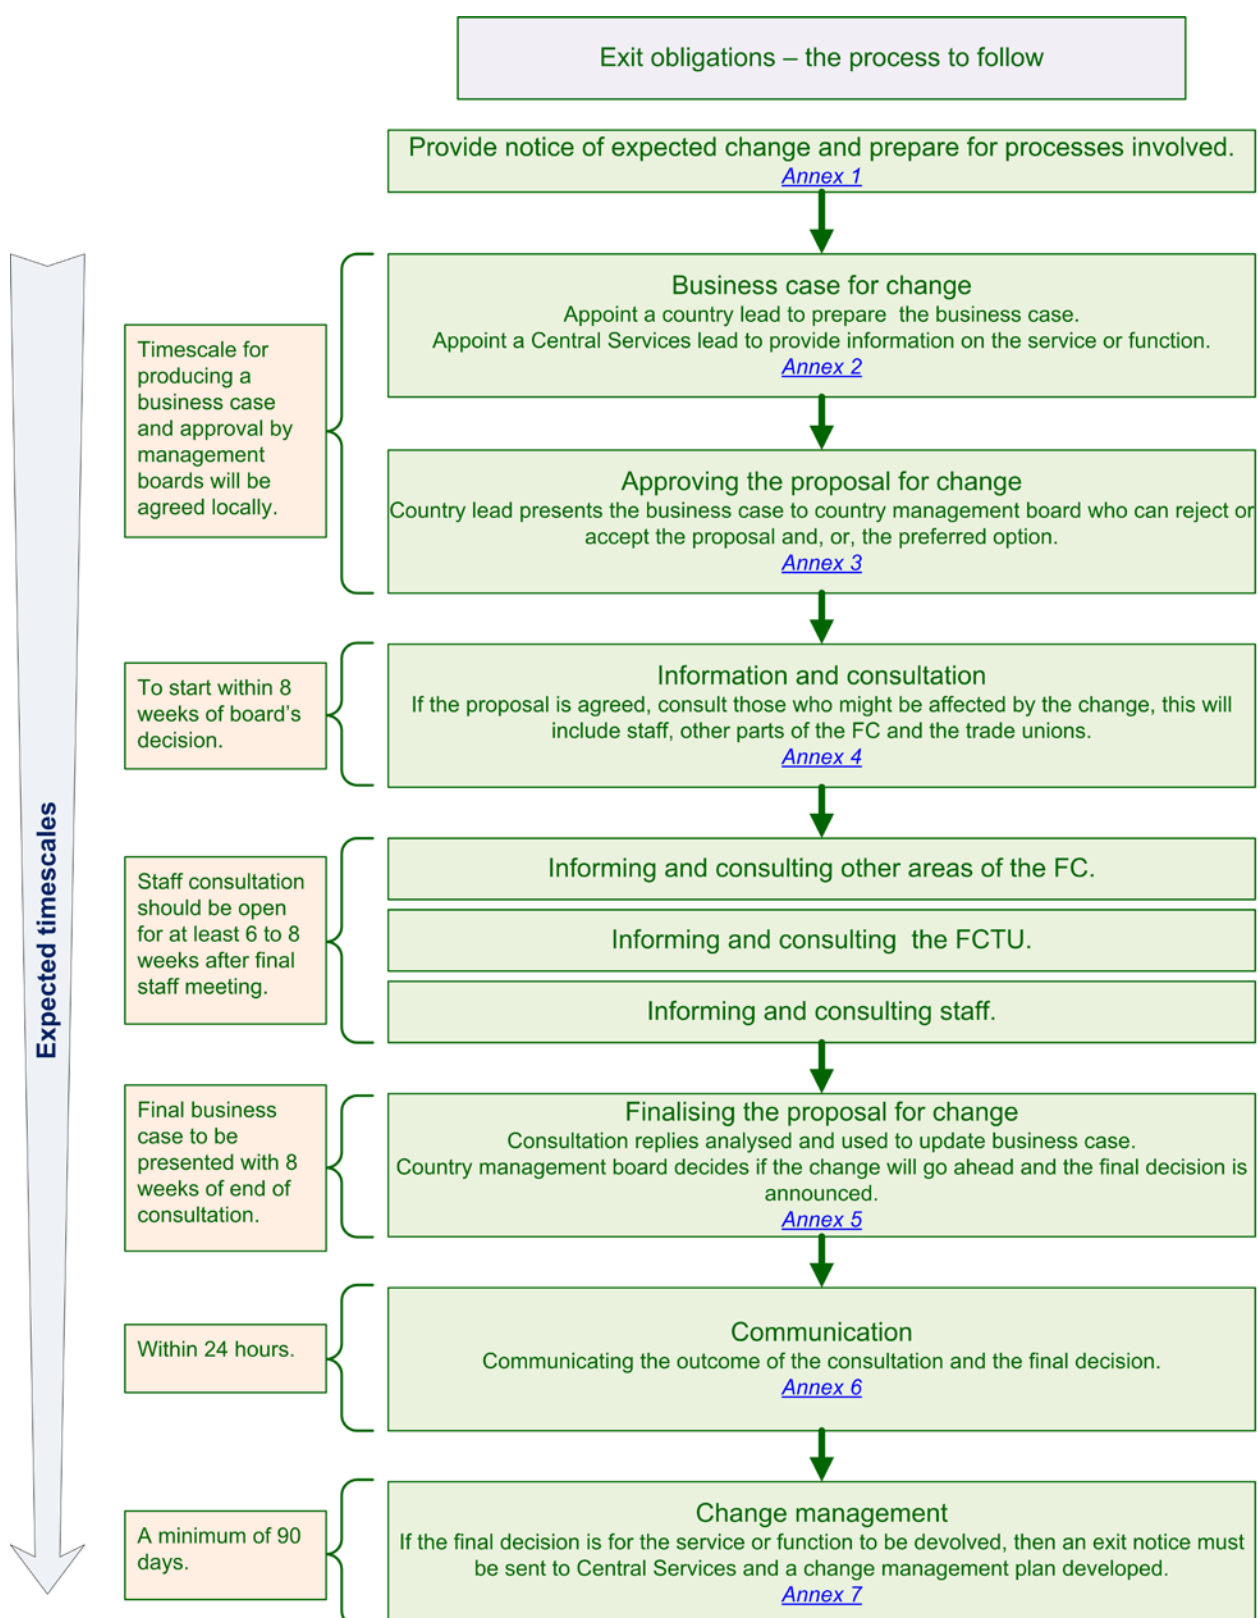 Exit obligations – the process to follow
Provide notice of expected change and prepare for processes involved.
Annex 1
Business case for change
Appoint a country lead to prepare the business case.
Appoint a Central Services lead to provide information on the service or function.
Annex 2
Timescale for
producing a
business case
and approval by
management
boards will be
agreed locally.
Approving the proposal for change
Country lead presents the business case to country management board who can reject or
accept the proposal and, or, the preferred option.
Annex 3
Information and consultation
If the proposal is agreed, consult those who might be affected by the change, this will
include staff, other parts of the FC and the trade unions.
Annex 4
To start within 8
weeks of board's
decision.
Expected timescales
Informing and consulting other areas of the FC.
Informing and consulting the FCTU.
Informing and consulting staff.
Staff consultation
should be open
for at least 6 to 8
weeks after final
staff meeting.
Finalising the proposal for change
Consultation replies analysed and used to update business case.
Country management board decides if the change will go ahead and the final decision is
announced.
Annex 5
Final business
case to be
presented with 8
weeks of end of
consultation.
Communication
Communicating the outcome of the consultation and the final decision.
Annex 6
Within 24 hours.
Change management
If the final decision is for the service or function to be devolved, then an exit notice must
be sent to Central Services and a change management plan developed.
Annex 7
A minimum of 90
days.